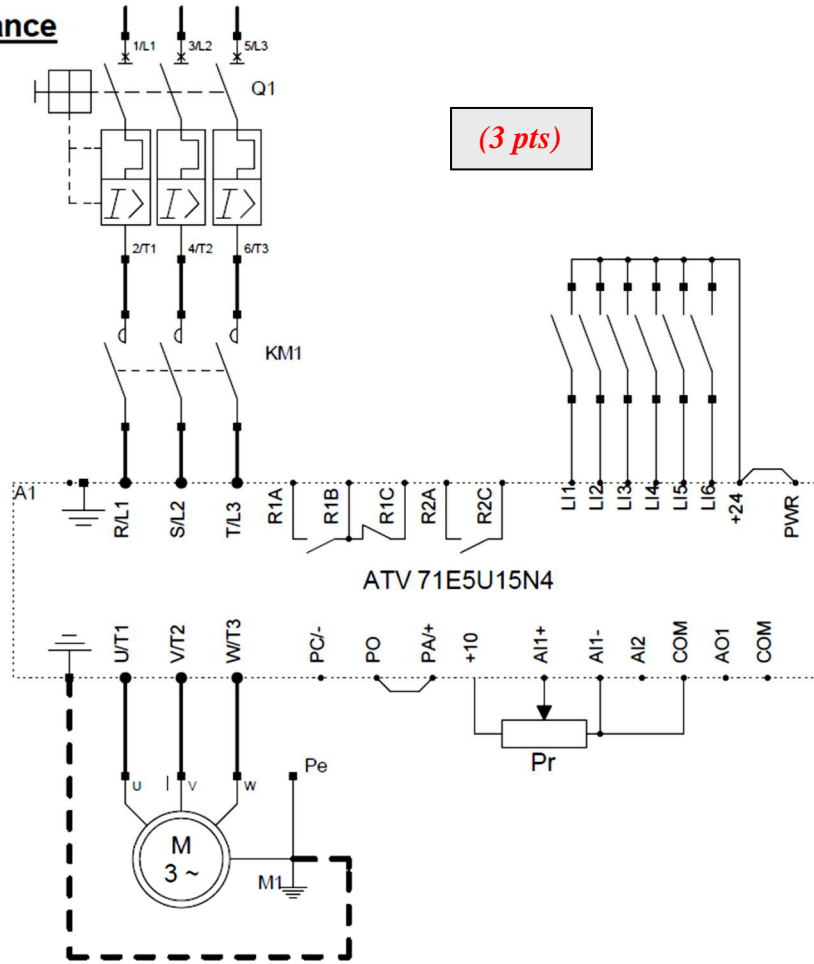 ance
1/L1 3/L2 5/L3
Q1
(3 pts)
2/T1 4/T2 6/T3
KM1
A1
R/L1 S/L2 T/L3 R1A R1B R1C R2A R2C LI1 LI2 LI3 LI4 LI5 LI6 +24 PWR
ATV 71E5U15N4
U/T1 V/T2 W/T3 PC/- PO PA/+ +10 AI1+ AI1- AI2 COM AO1 COM
Pr
U V W
Pe
M
3 ~
M1